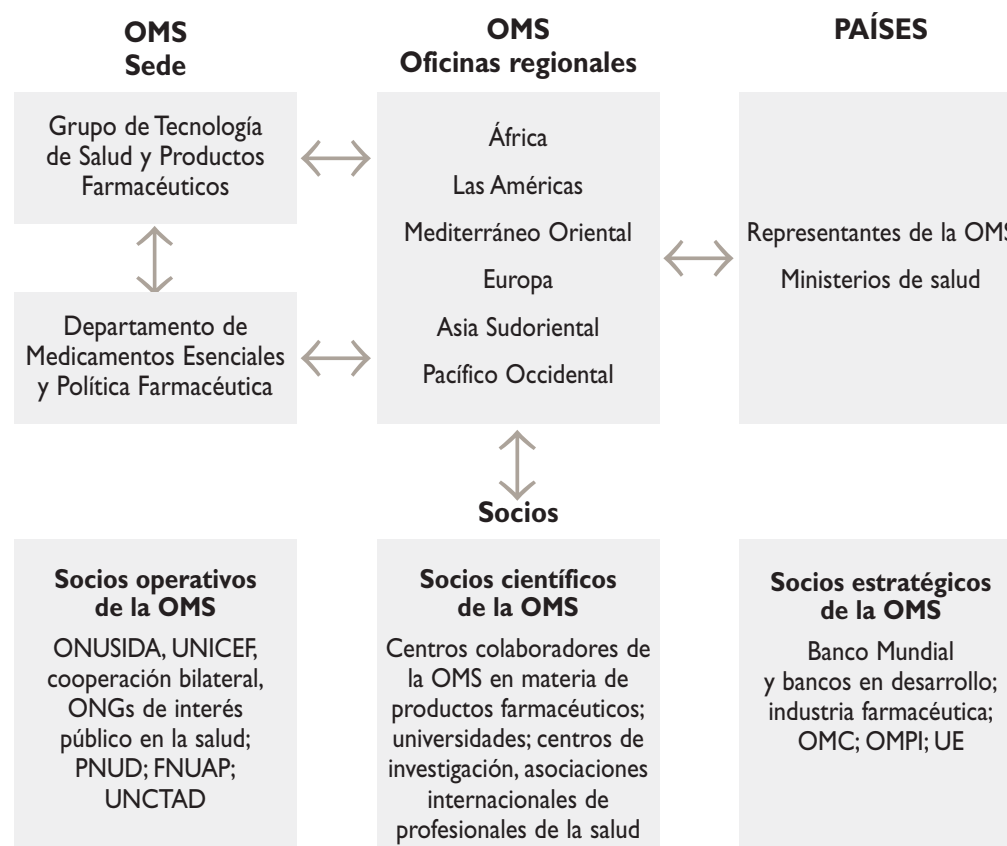 OMS
Sede
OMS
Oficinas regionales
PAÍSES
Grupo de Tecnología
de Salud y Productos
Farmacéuticos
Departamento de
Medicamentos Esenciales
y Política Farmacéutica
África
Las Américas
Mediterráneo Oriental
Europa
Asia Sudoriental
Pacífico Occidental
Representantes de la OMS
Ministerios de salud
Socios
Socios operativos
de la OMS
ONUSIDA, UNICEF,
cooperación bilateral,
ONGs de interés
público en la salud;
PNUD; FNUAP;
UNCTAD
Socios científicos
de la OMS
Centros colaboradores de
la OMS en materia de
productos farmacéuticos;
universidades; centros de
investigación, asociaciones
internacionales de
profesionales de la salud
Socios estratégicos
de la OMS
Banco Mundial
y bancos en desarrollo;
industria farmacéutica;
OMC; OMPI; UE